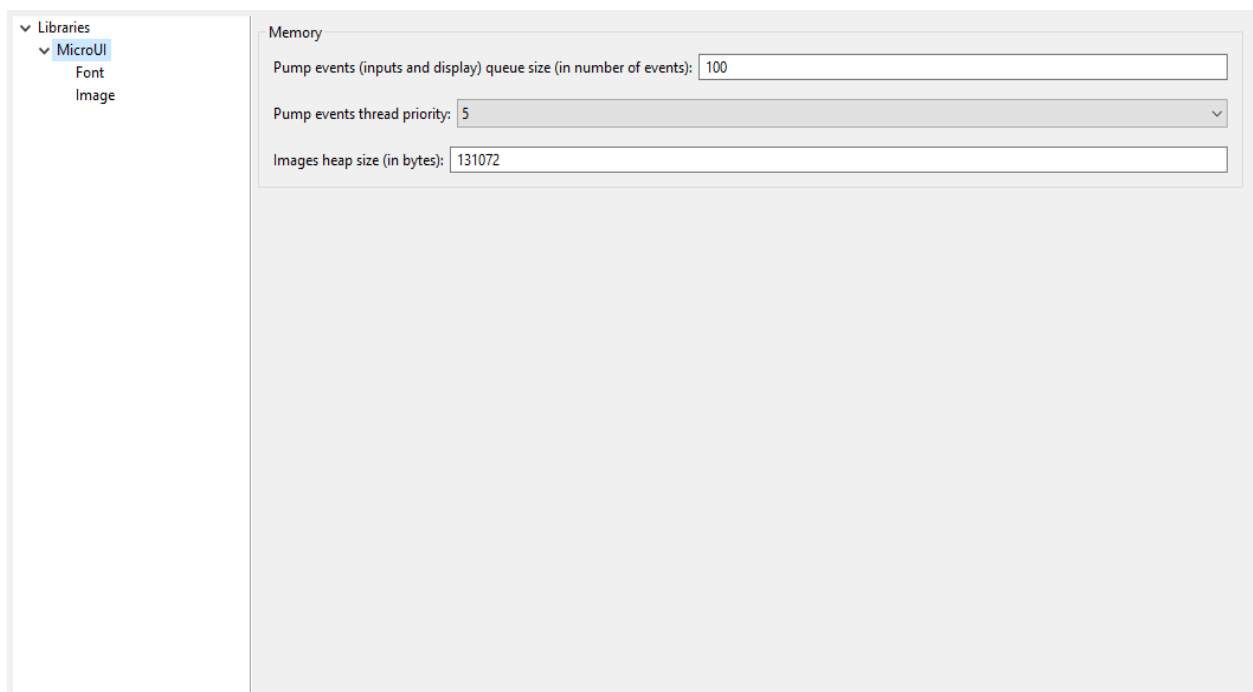 Libraries
MicroUI
Font
Image
Memory
Pump events (inputs and display) queue size (in number of events): 100
Pump events thread priority: 5
Images heap size (in bytes): 131072